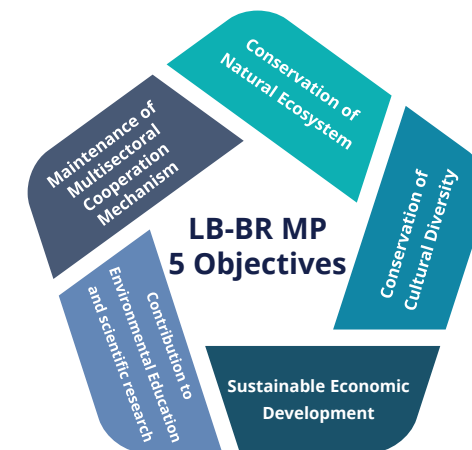 Conservation of
Natural Ecosystem
Conservation of
Cultural Diversity
Sustainable Economic
Development
Contribution to
Environmental Education
and scientific research
Maintenance of
Multisectoral
Cooperation
Mechanism
LB-BR MP
5 Objectives